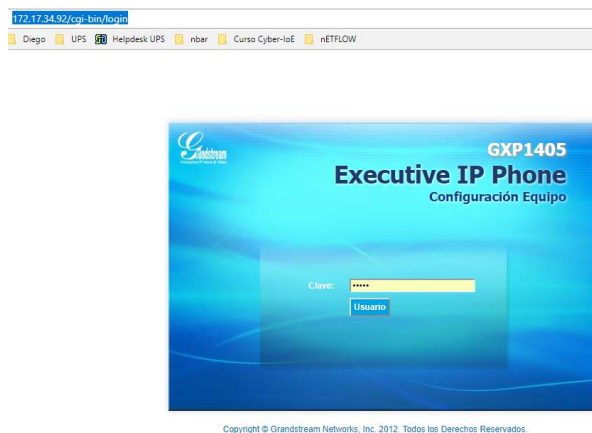 172.17.34.92/cgi-bin/login
Diego UPS Helpdesk UPS nbar Curso Cyber-IoE nETFLOW
Grandstream
GXP1405
Executive IP Phone
Configuración Equipo
Clave: •••••
Usuario
Copyright © Grandstream Networks, Inc. 2012. Todos los Derechos Reservados.